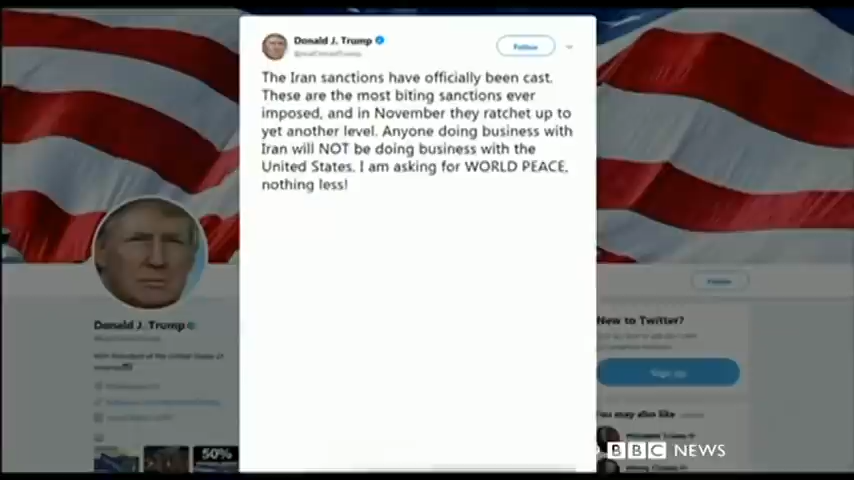 Donald J. Trump
Follow
The Iran sanctions have officially been cast.
These are the most biting sanctions ever
imposed, and in November they ratchet up to
yet another level. Anyone doing business with
Iran will NOT be doing business with the
United States. I am asking for WORLD PEACE,
nothing less!
Follow
Donald J. Trump
New to Twitter?
Sign up
You may also like
50%
BBC NEWS